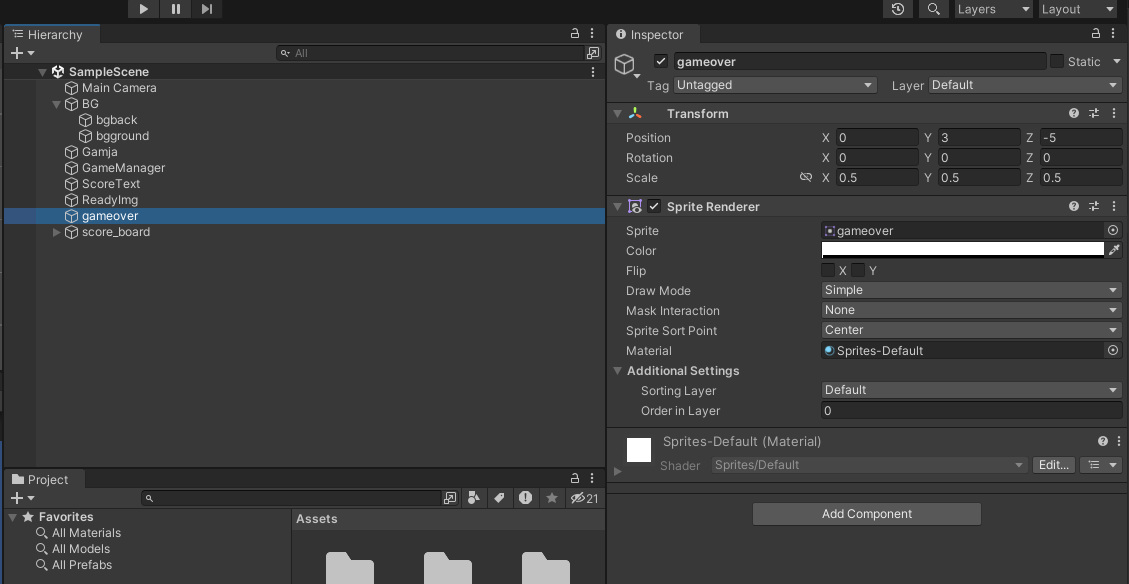 Layers
Layout
Hierarchy
All
SampleScene
Main Camera
BG
bgback
bgground
Gamja
GameManager
ScoreText
ReadyImg
gameover
score_board
Inspector
gameover
Static
Tag Untagged Layer Default
Transform
Position X 0 Y 3 Z -5
Rotation X 0 Y 0 Z 0
Scale X 0.5 Y 0.5 Z 0.5
Sprite Renderer
Sprite gameover
Color
Flip X Y
Draw Mode Simple
Mask Interaction None
Sprite Sort Point Center
Material Sprites-Default
Additional Settings
Sorting Layer Default
Order in Layer 0
Sprites-Default (Material)
Shader Sprites/Default Edit...
Add Component
Project
21
Favorites
All Materials
All Models
All Prefabs
Assets